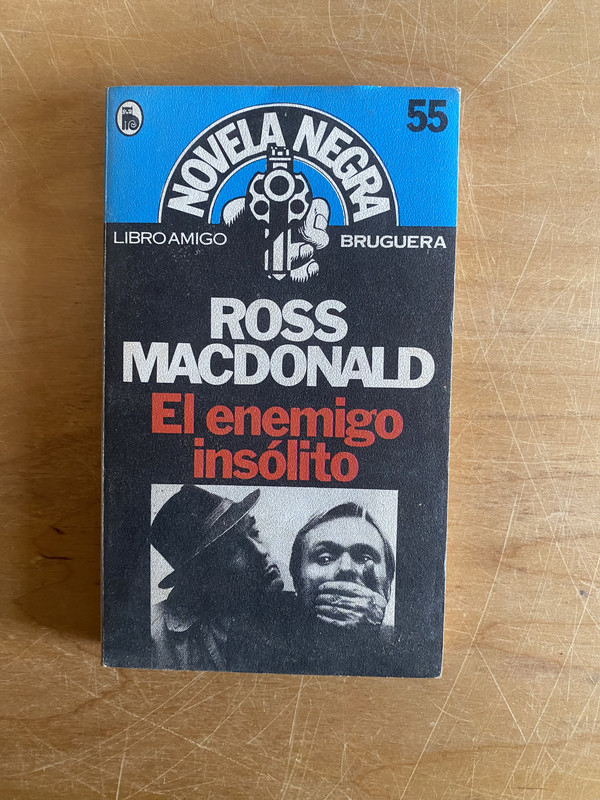 55
NOVELA NEGRA
LIBRO AMIGO BRUGUERA
ROSS
MACDONALD
El enemigo
insólito